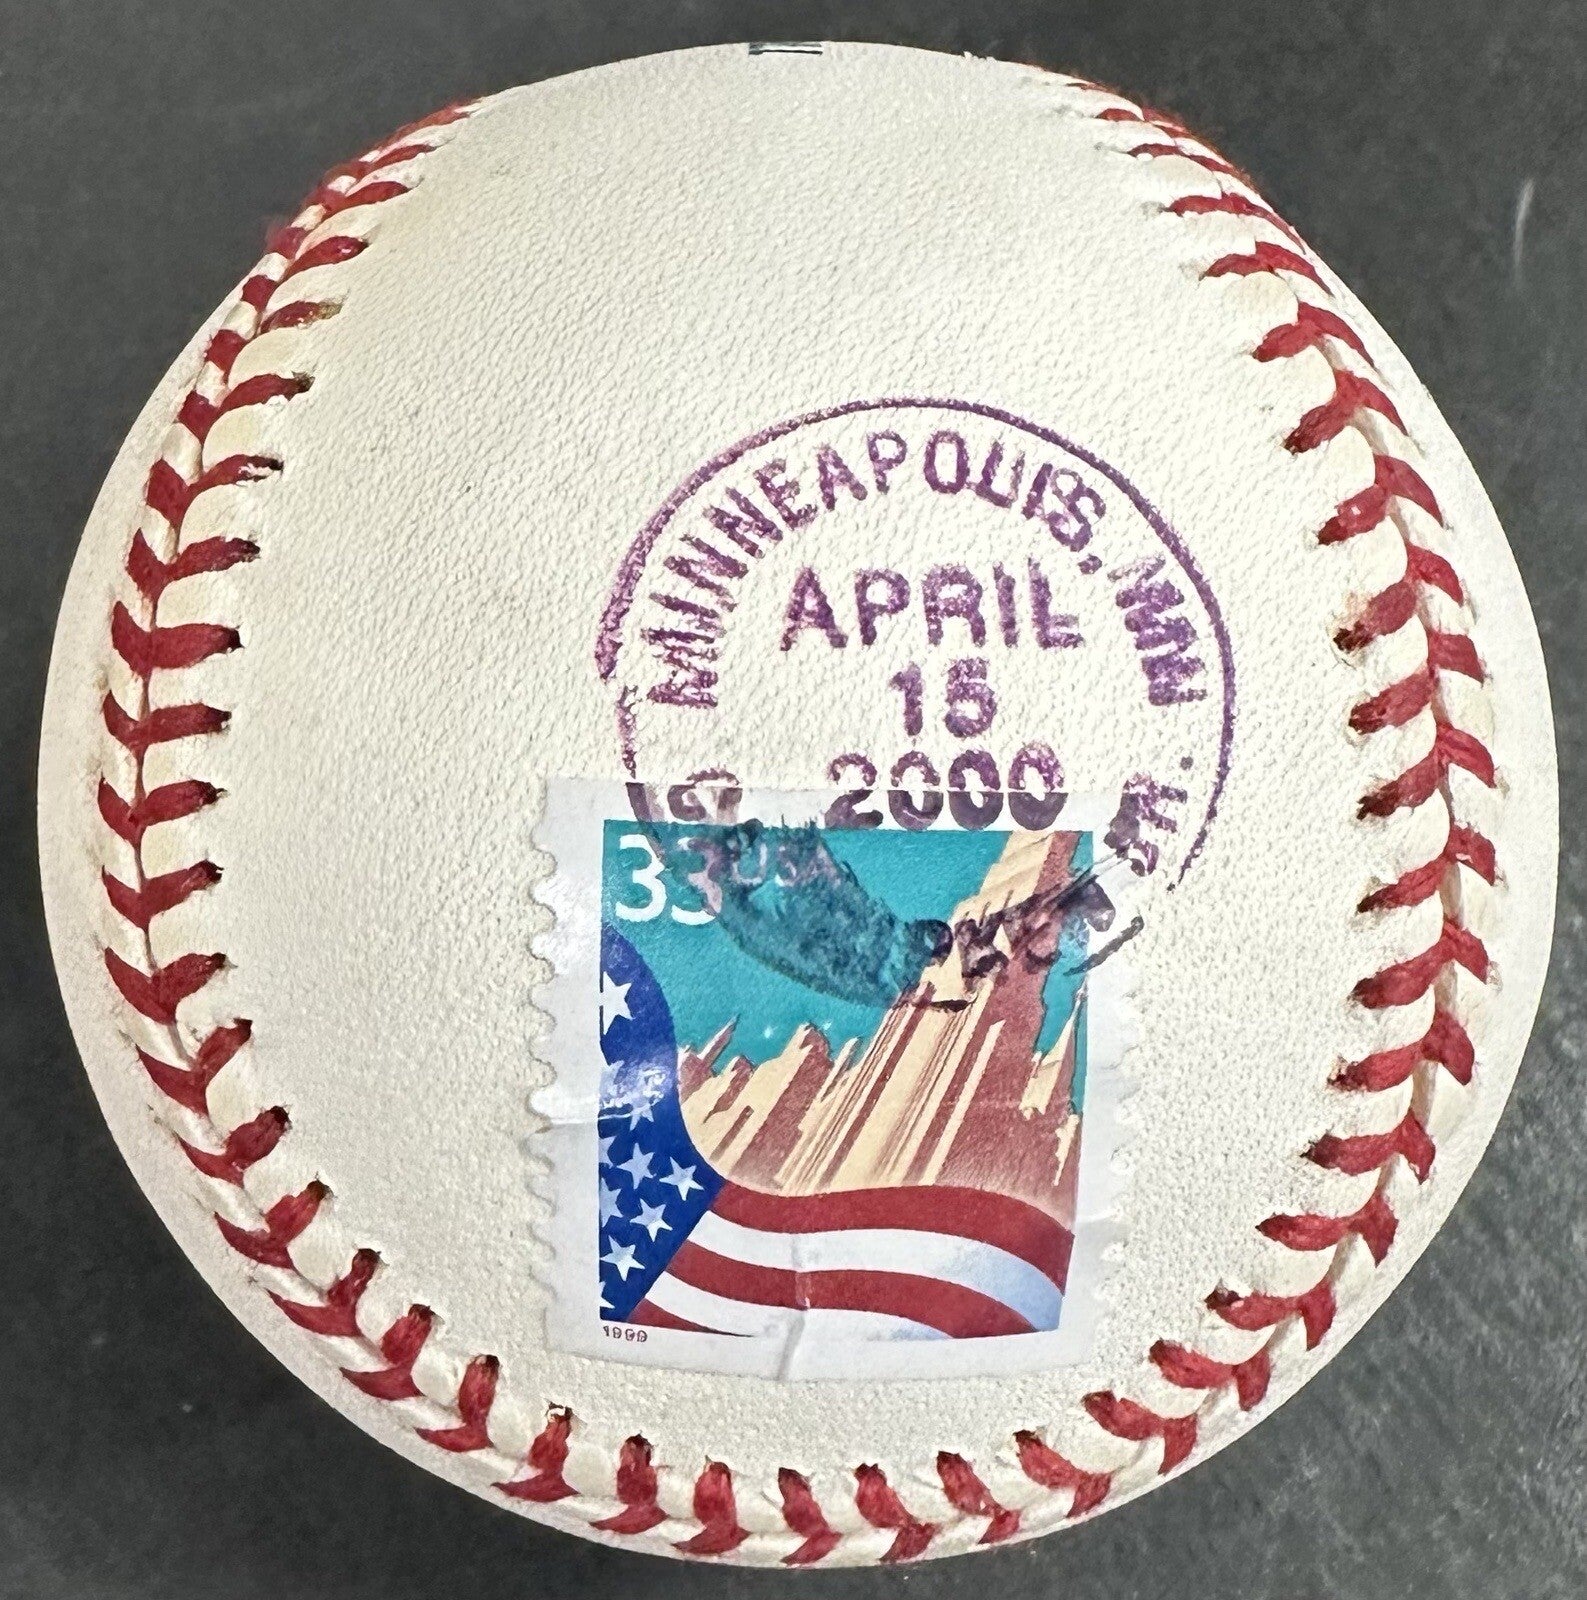 MINNEAPOLIS, MN
APRIL
15
2000
33 USA
1999